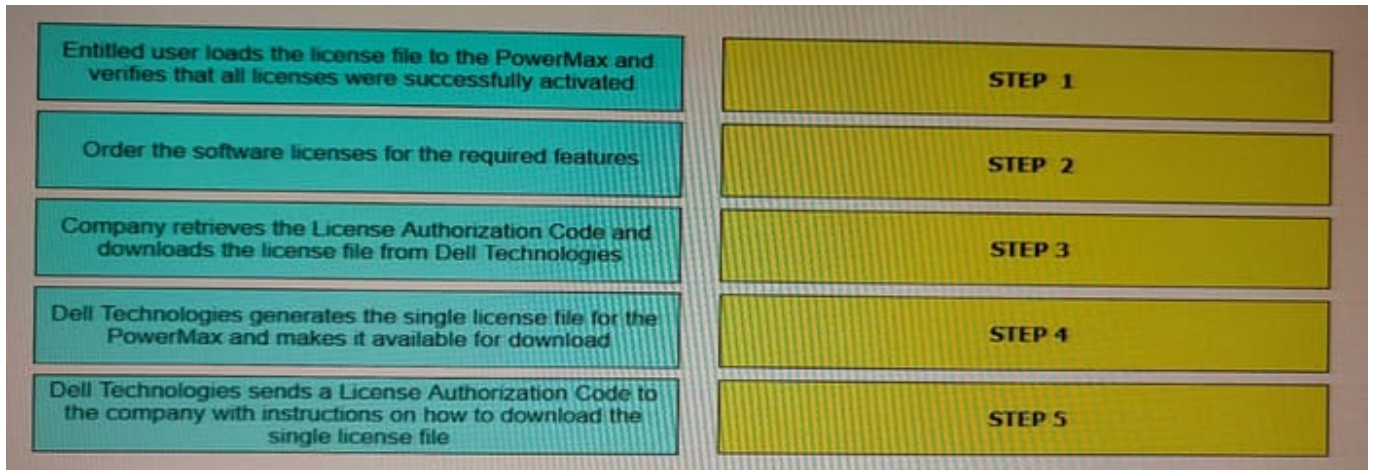 Entitled user loads the license file to the PowerMax and
verifies that all licenses were successfully activated
STEP 1
Order the software licenses for the required features
STEP 2
Company retrieves the License Authorization Code and
downloads the license file from Dell Technologies
STEP 3
Dell Technologies generates the single license file for the
PowerMax and makes it available for download
STEP 4
Dell Technologies sends a License Authorization Code to
the company with instructions on how to download the
single license file
STEP 5